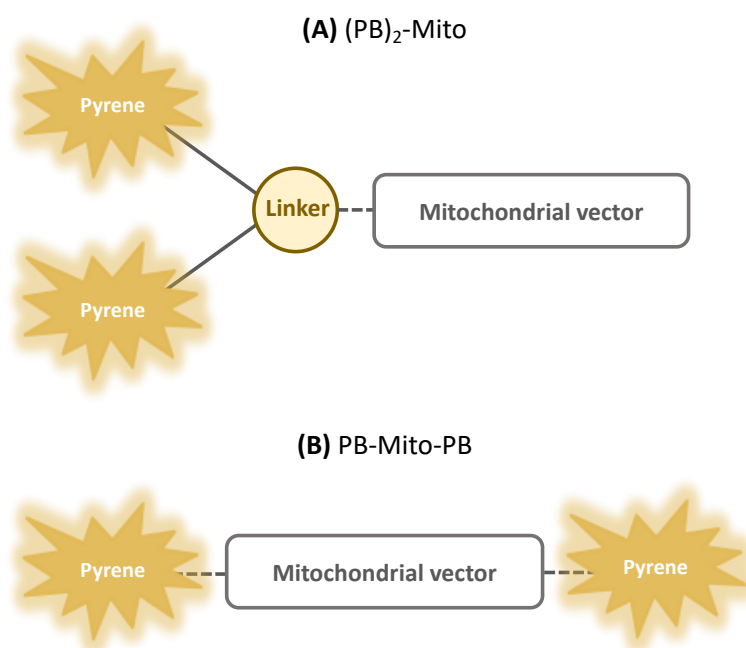 (A) (PB)₂-Mito
Pyrene
Linker
Mitochondrial vector
Pyrene
(B) PB-Mito-PB
Pyrene
Mitochondrial vector
Pyrene